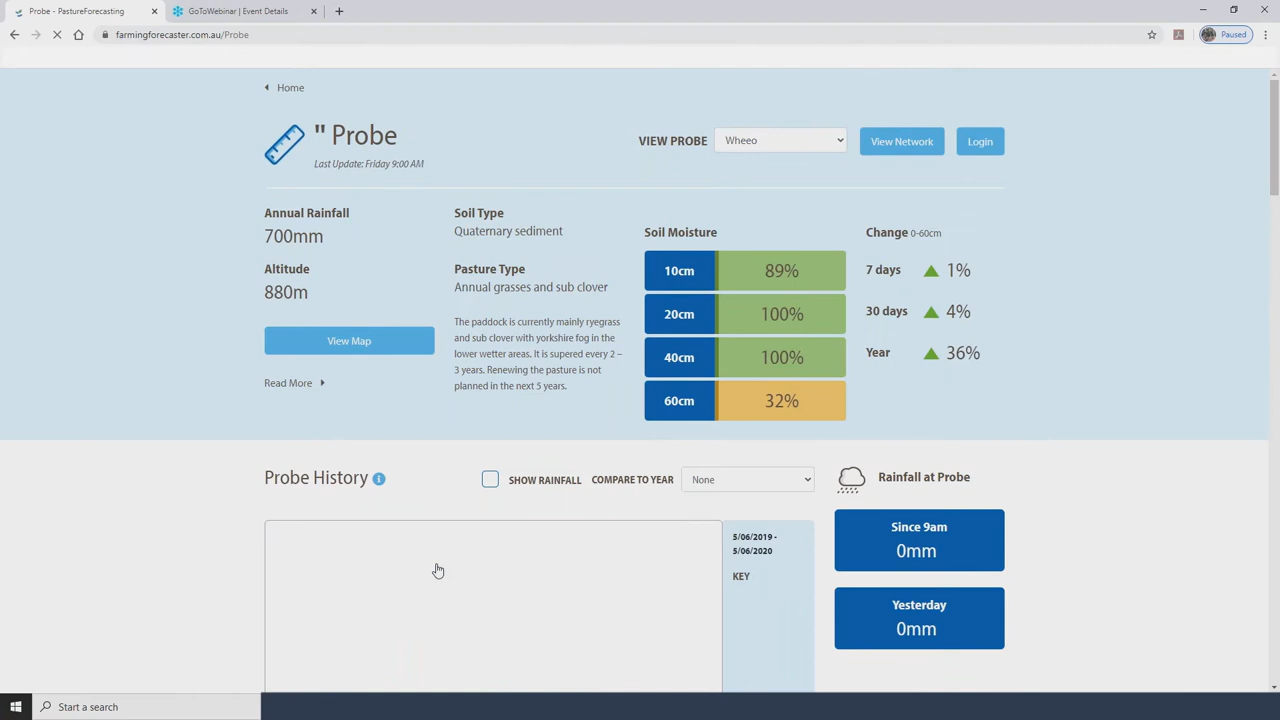 Probe - PastureForecasting
GoToWebinar | Event Details
farmingforecaster.com.au/Probe
Paused
Home
" Probe
Last Update: Friday 9:00 AM
VIEW PROBE
Wheeo
View Network
Login
Annual Rainfall
700mm
Altitude
880m
View Map
Read More
Soil Type
Quaternary sediment
Pasture Type
Annual grasses and sub clover
The paddock is currently mainly ryegrass
and sub clover with yorkshire fog in the
lower wetter areas. It is supered every 2 –
3 years. Renewing the pasture is not
planned in the next 5 years.
Soil Moisture
10cm 89%
20cm 100%
40cm 100%
60cm 32%
Change 0-60cm
7 days 1%
30 days 4%
Year 36%
Probe History i
SHOW RAINFALL
COMPARE TO YEAR
None
5/06/2019 -
5/06/2020
KEY
Rainfall at Probe
Since 9am
0mm
Yesterday
0mm
Start a search